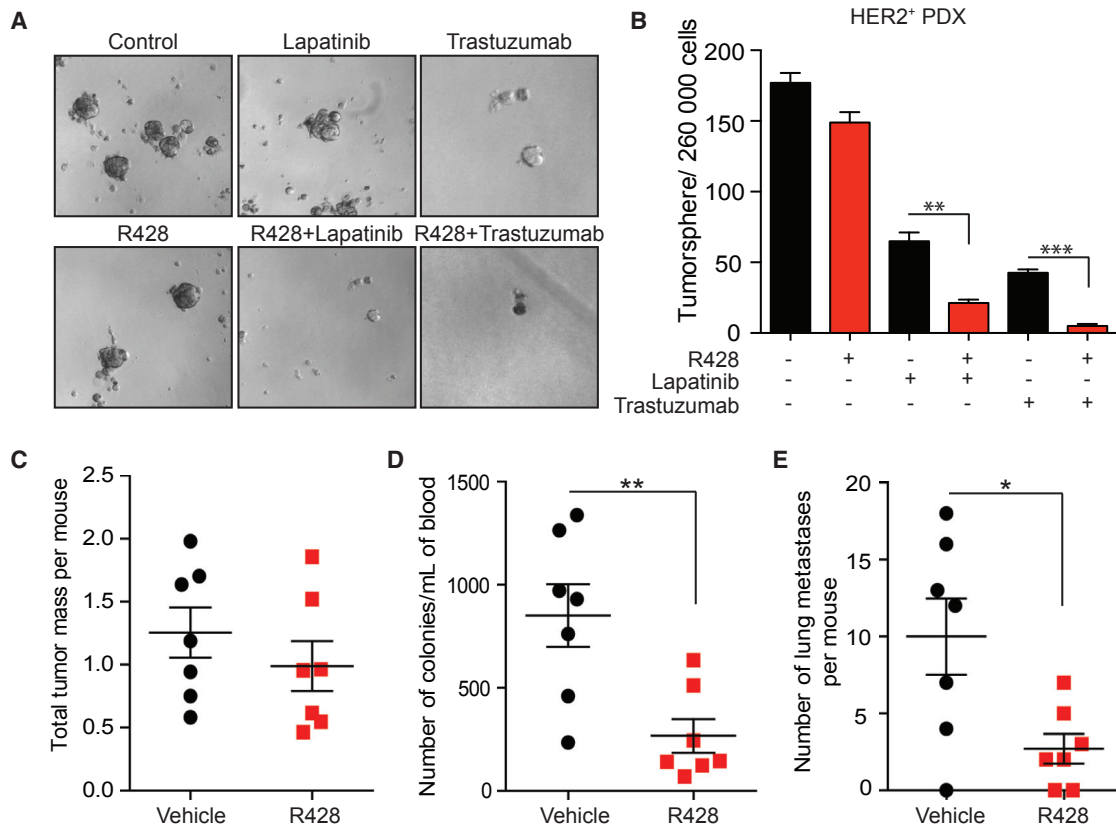 A
Control
Lapatinib
Trastuzumab
R428
R428+Lapatinib
R428+Trastuzumab
B
HER2+ PDX
Tumorsphere/ 260 000 cells
200
150
100
50
0
**
***
R428 - + - + - +
Lapatinib - - + + - -
Trastuzumab - - - - + +
C
Total tumor mass per mouse
2.5
2.0
1.5
1.0
0.5
0.0
Vehicle
R428
D
Number of colonies/mL of blood
1500
1000
500
0
**
Vehicle
R428
E
Number of lung metastases
per mouse
20
15
10
5
0
*
Vehicle
R428